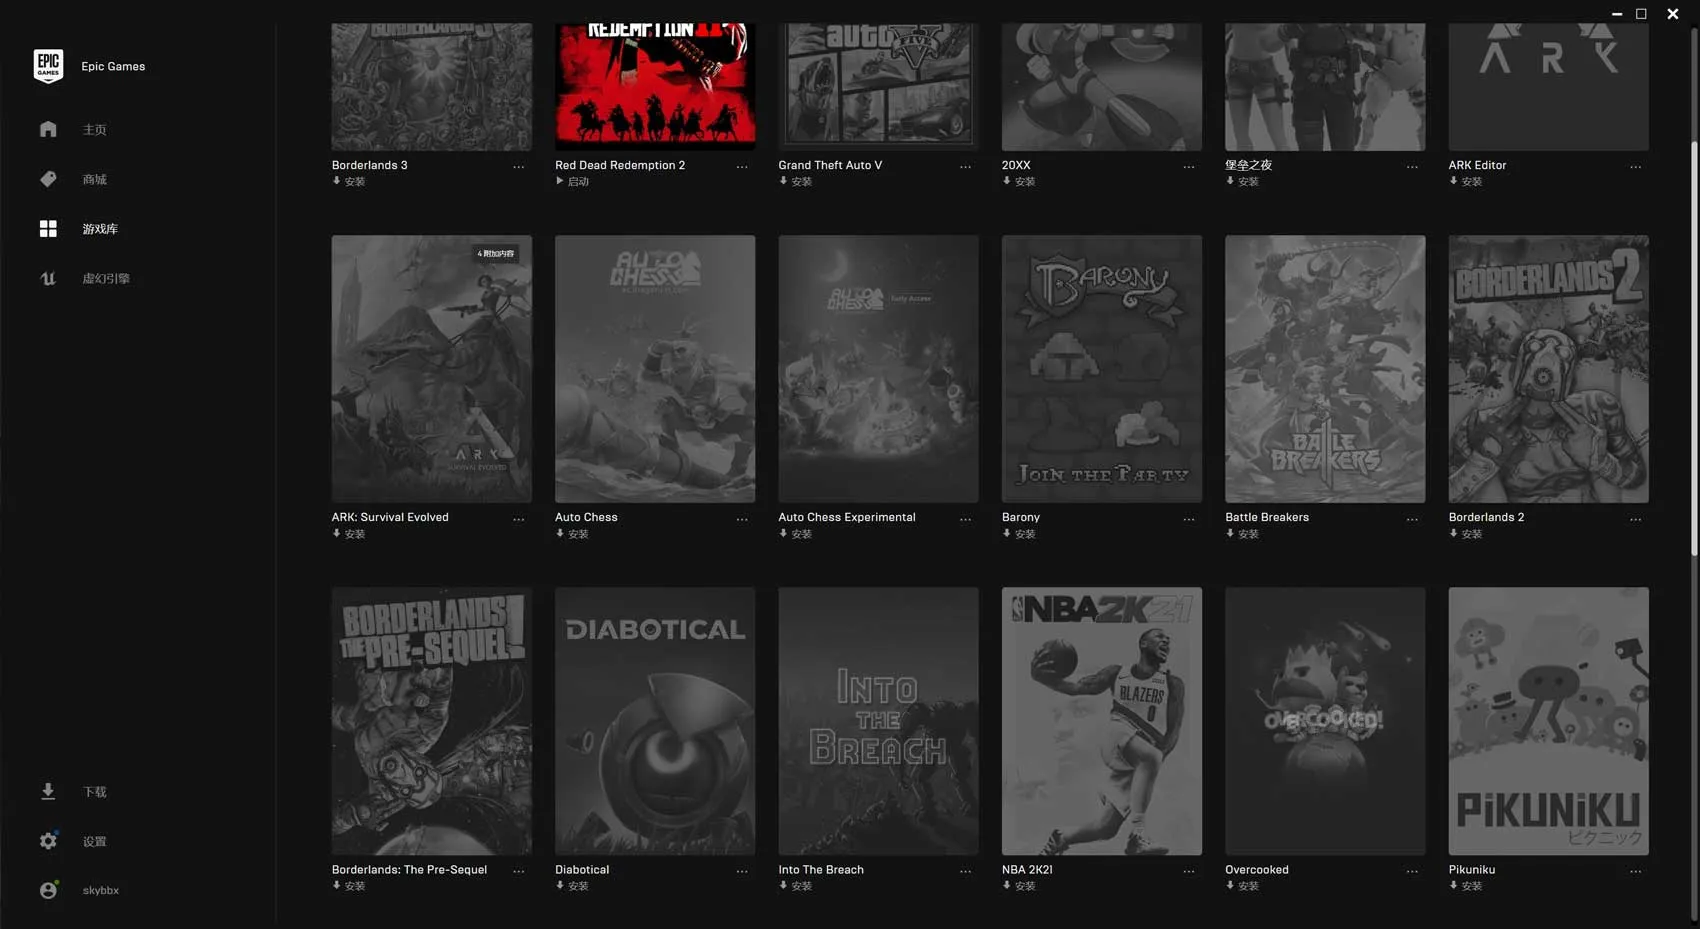 EPIC
GAMES
Epic Games
主页
商城
游戏库
虚幻引擎
下载
设置
skybbx
BORDERLANDS 3
REDEMPTION II
auto
FIVE
ARK
Borderlands 3
...
安装
Red Dead Redemption 2
...
启动
Grand Theft Auto V
...
安装
20XX
...
安装
堡垒之夜
...
安装
ARK Editor
...
安装
4 附加内容
ARK
SURVIVAL EVOLVED
AUTO
CHESS
AUTO
CHESS
Early Access
BARONY
JOIN THE PARTY
BATTLE
BREAKERS
BORDERLANDS 2
ARK: Survival Evolved
...
安装
Auto Chess
...
安装
Auto Chess Experimental
...
安装
Barony
...
安装
Battle Breakers
...
安装
Borderlands 2
...
安装
BORDERLANDS
THE PRE-SEQUEL!
DIABOTICAL
INTO
THE
BREACH
NBA2K21
BLAZERS
0
OVERCOOKED!
PiKUNiKU
ピクニック
Borderlands: The Pre-Sequel
...
安装
Diabotical
...
安装
Into The Breach
...
安装
NBA 2K21
...
安装
Overcooked
...
安装
Pikuniku
...
安装